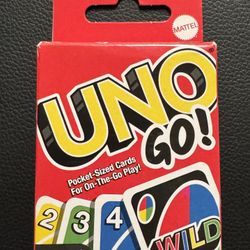 MATTEL
UNO
GO!
Pocket-Sized Cards
For On-The-Go Play!
2 3 4
WILD